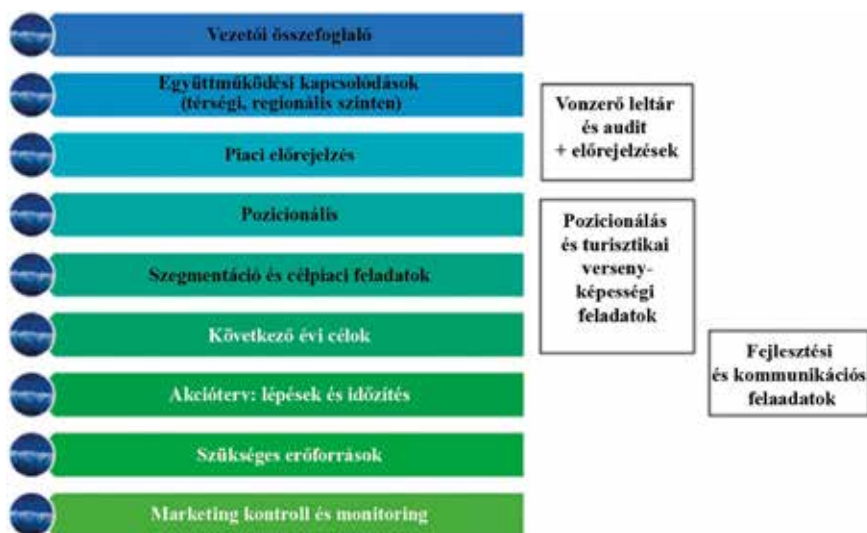 Vezetői összefoglaló
Együttműködési kapcsolódások
(térségi, regionális szinten)
Piaci előrejelzés
Pozicionális
Szegmentáció és célpiaci feladatok
Következő évi célok
Akcióterv: lépések és időzítés
Szükséges erőforrások
Marketing kontroll és monitoring
Vonzerő leltár
és audit
+ előrejelzések
Pozicionálás
és turisztikai
verseny-
képességi
feladatok
Fejlesztési
és kommunikációs
felaadatok